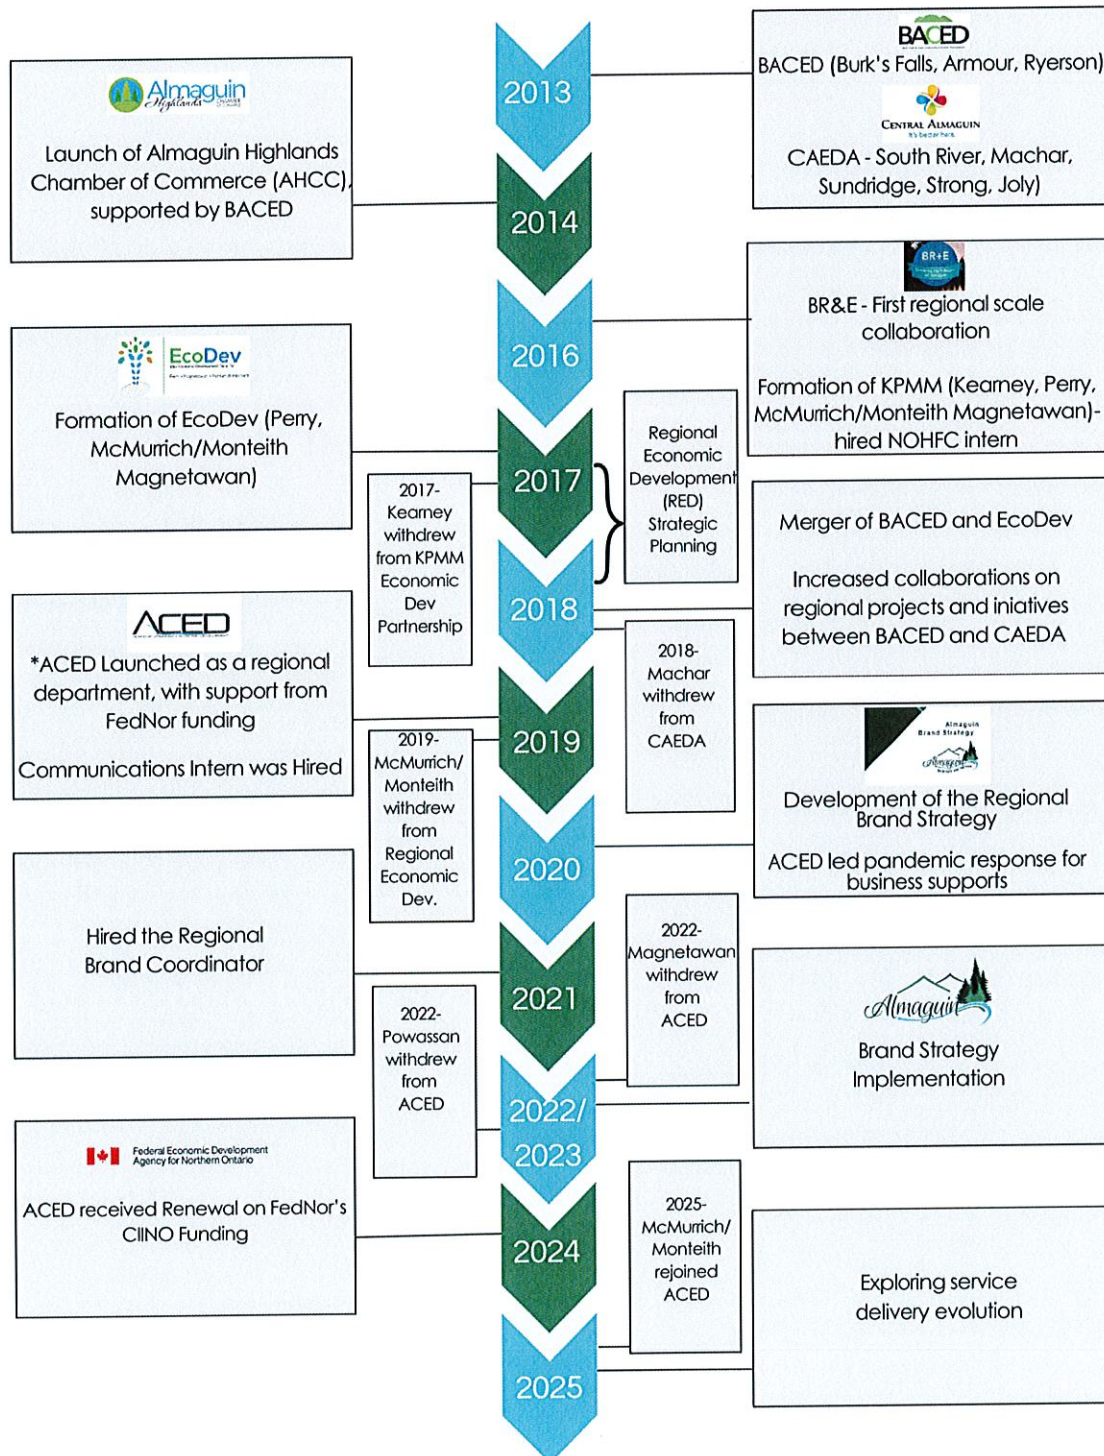 BACED
BACED (Burk's Falls, Armour, Ryerson)
CENTRAL ALMAGUIN
It's better here.
CAEDA - South River, Machar,
Sundridge, Strong, Joly)
2013
Almaguin
Highlands
Launch of Almaguin Highlands
Chamber of Commerce (AHCC),
supported by BACED
2014
BR+E
BR&E - First regional scale
collaboration
Formation of KPMM (Kearney, Perry,
McMurrich/Monteith Magnetawan)-
hired NOHFC intern
2016
EcoDev
Formation of EcoDev (Perry,
McMurrich/Monteith
Magnetawan)
2017
2017-
Kearney
withdrew
from KPMM
Economic
Dev
Partnership
Regional
Economic
Development
(RED)
Strategic
Planning
Merger of BACED and EcoDev
Increased collaborations on
regional projects and iniatives
between BACED and CAEDA
2018
2018-
Machar
withdrew
from
CAEDA
ACED
*ACED Launched as a regional
department, with support from
FedNor funding
Communications Intern was Hired
2019
2019-
McMurrich/
Monteith
withdrew
from
Regional
Economic
Dev.
Almaguin
Brand Strategy
Almaguin
Development of the Regional
Brand Strategy
ACED led pandemic response for
business supports
2020
Hired the Regional
Brand Coordinator
2021
2022-
Magnetawan
withdrew
from
ACED
2022-
Powassan
withdrew
from
ACED
Almaguin
Brand Strategy
Implementation
2022/
2023
Federal Economic Development
Agency for Northern Ontario
ACED received Renewal on FedNor's
CIINO Funding
2024
2025-
McMurrich/
Monteith
rejoined
ACED
Exploring service
delivery evolution
2025